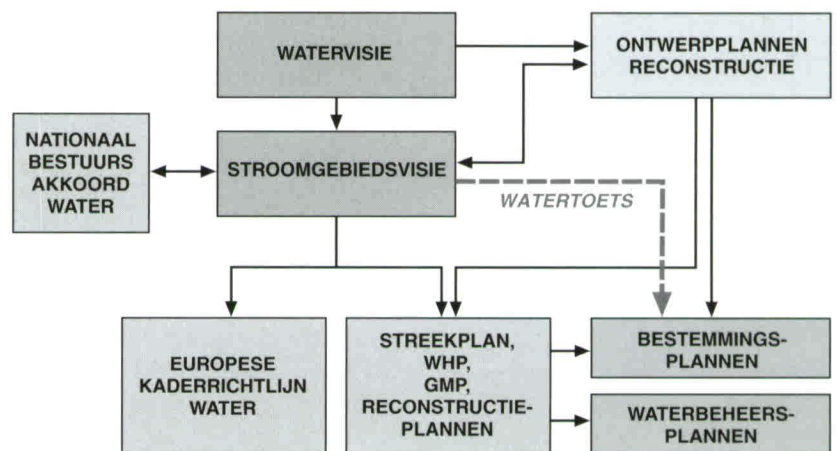 WATERVISIE
ONTWERPPLANNEN
RECONSTRUCTIE
NATIONAAL
BESTUURS
AKKOORD
WATER
STROOMGEBIEDSVISIE
WATERTOETS
EUROPESE
KADERRICHTLIJN
WATER
STREEKPLAN,
WHP,
GMP,
RECONSTRUCTIE-
PLANNEN
BESTEMMINGS-
PLANNEN
WATERBEHEERS-
PLANNEN